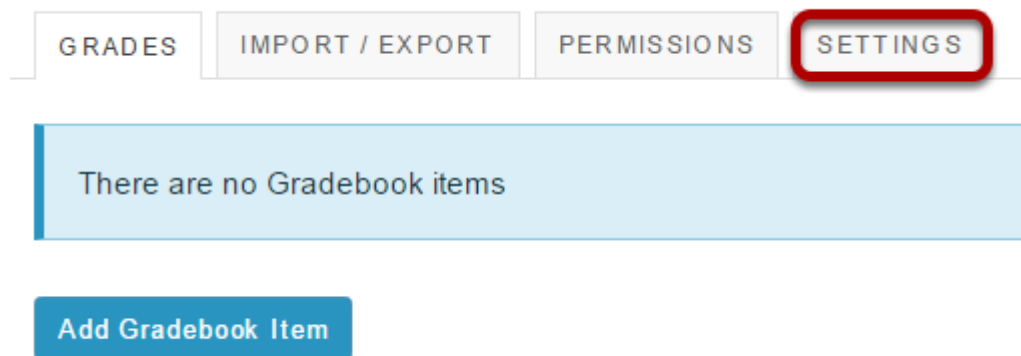 GRADES IMPORT / EXPORT PERMISSIONS SETTINGS
There are no Gradebook items
Add Gradebook Item